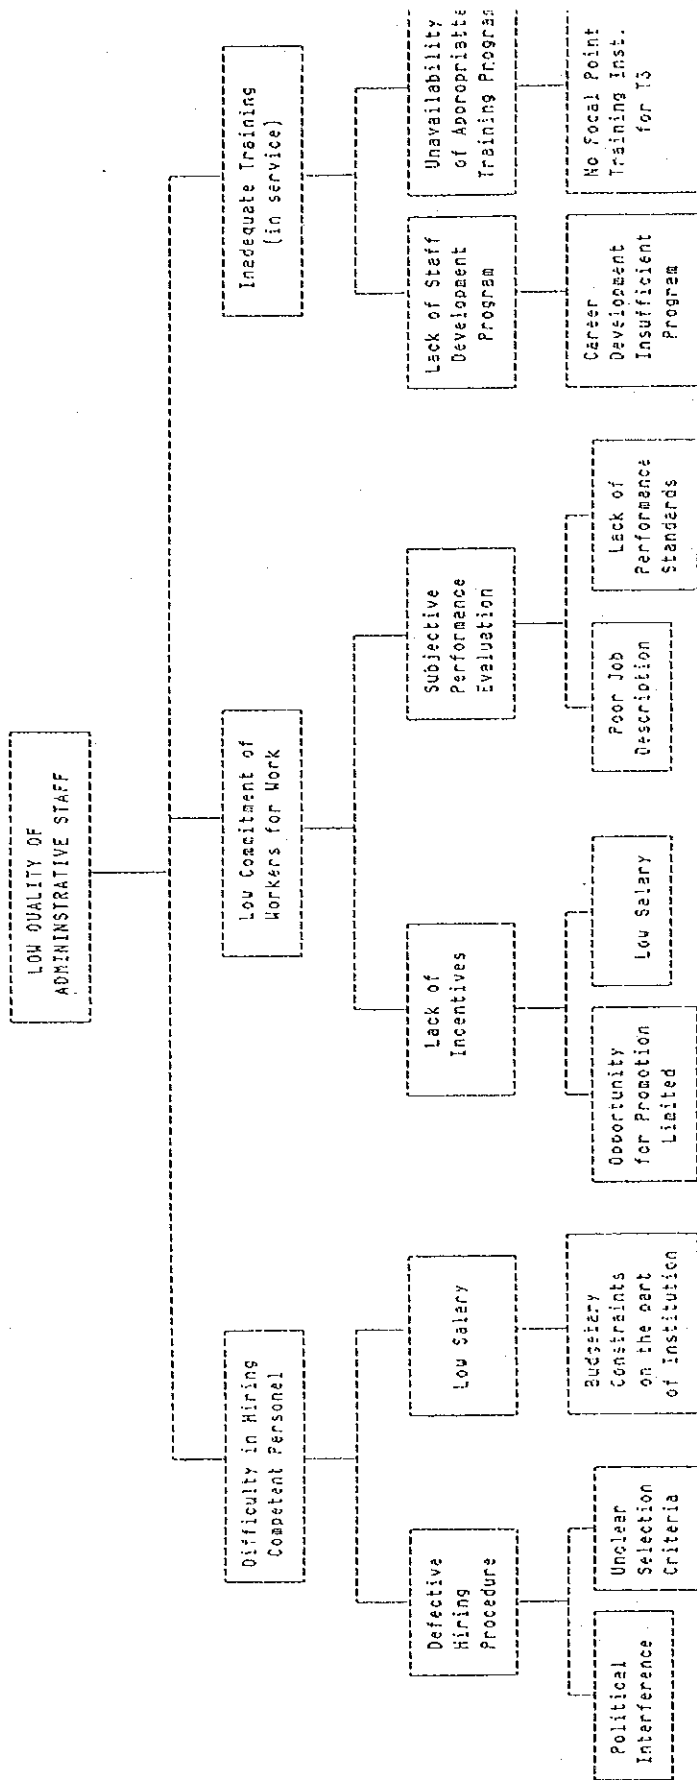 LOW QUALITY OF
ADMININSTRATIVE STAFF
Difficulty in Hiring
Competent Personel
Low Commitment of
Workers for Work
Inadequate Training
(in service)
Defective
Hiring
Procedure
Low Salary
Lack of
Incentives
Subjective
Performance
Evaluation
Lack of Staff
Development
Program
Unavailability
of Appropriatte
Training Program
Political
Interference
Unclear
Selection
Criteria
Budgetary
Constraints
on the part
of Institution
Opportunity
for Promotion
Limited
Low Salary
Poor Job
Description
Lack of
Performance
Standards
Career
Development
Insufficient
Program
No Focal Point
Training Inst.
for T3